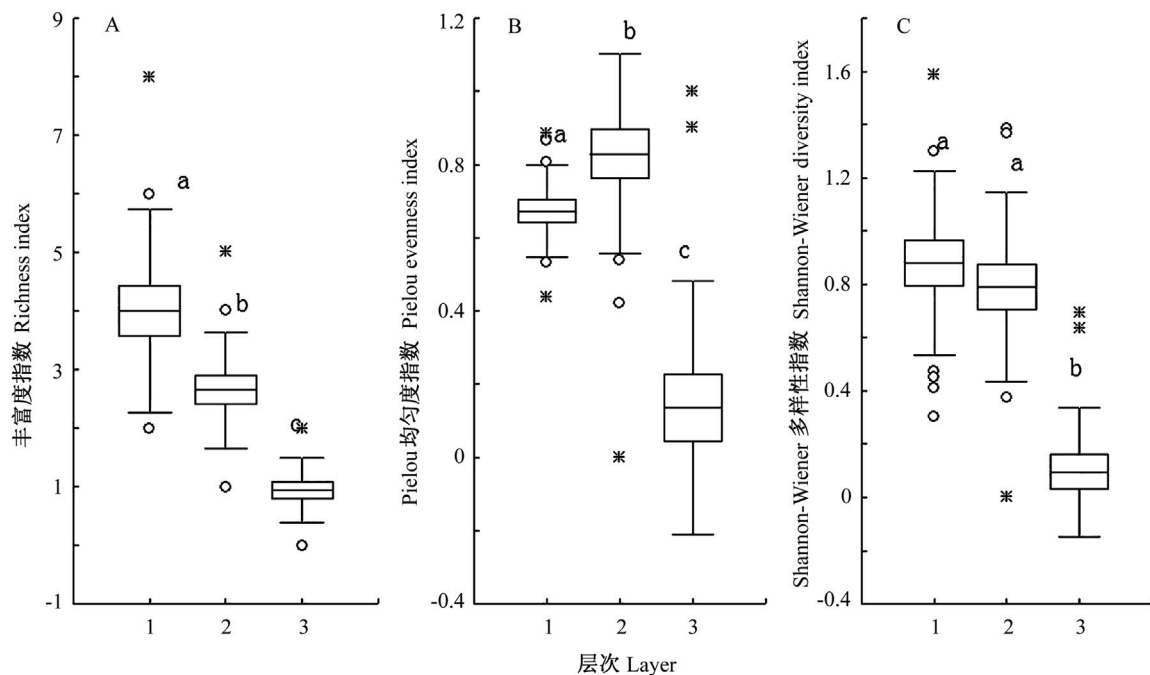 A
B
C
丰富度指数 Richness index
9
7
5
3
1
-1
a
b
c
1
2
3
Pielou 均匀度指数 Pielou evenness index
1.2
0.8
0.4
0
-0.4
a
b
c
1
2
3
Shannon-Wiener 多样性指数 Shannon-Wiener diversity index
1.6
1.2
0.8
0.4
0
-0.4
a
a
b
1
2
3
层次 Layer